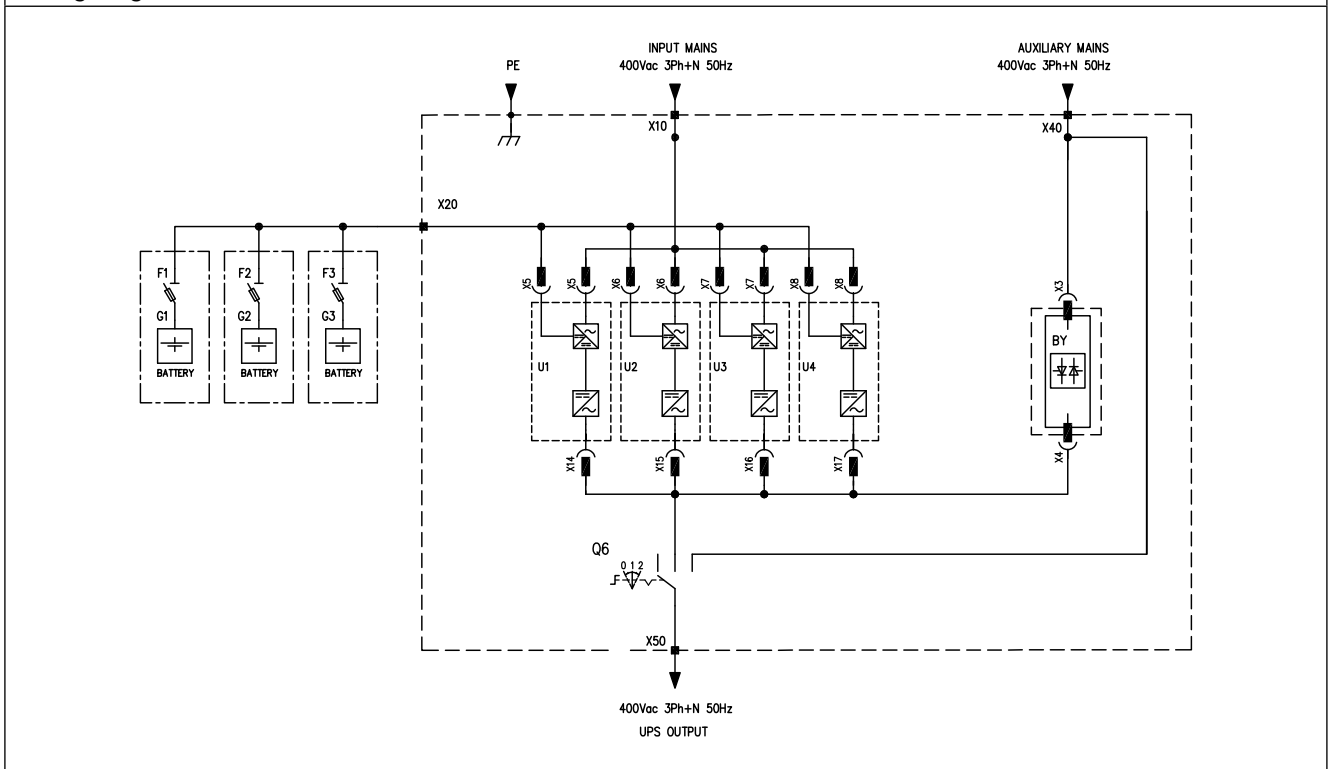 PE
INPUT MAINS
400Vac 3Ph+N 50Hz
AUXILIARY MAINS
400Vac 3Ph+N 50Hz
X10
X40
X20
F1
F2
F3
X5
X5
X6
X6
X7
X7
X8
X8
X3
G1
G2
G3
BY
BATTERY
BATTERY
BATTERY
U1
U2
U3
U4
X14
X15
X16
X17
X4
Q6
0 1 2
X50
400Vac 3Ph+N 50Hz
UPS OUTPUT